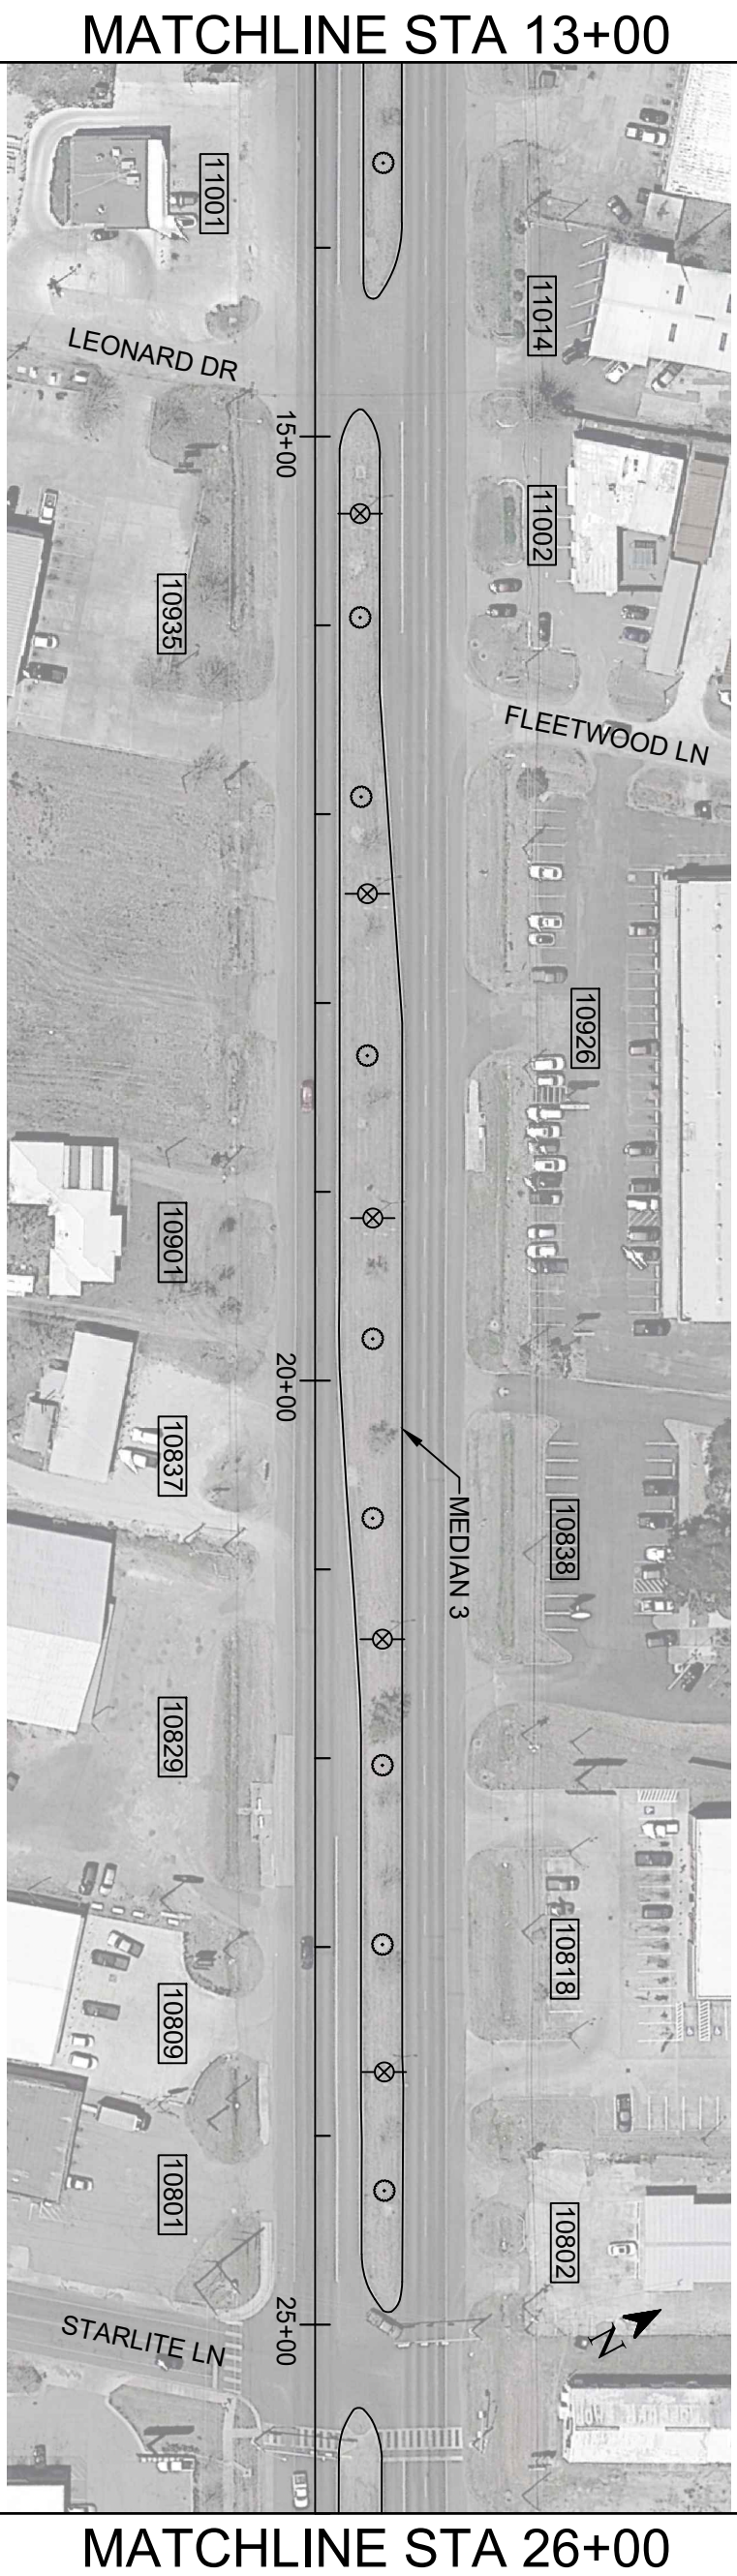 MATCHLINE STA 13+00
11001
11014
LEONARD DR
15+00
11002
10935
FLEETWOOD LN
10926
10901
20+00
10837
MEDIAN 3
10838
10829
10818
10809
10801
10802
25+00
STARLITE LN
N
MATCHLINE STA 26+00